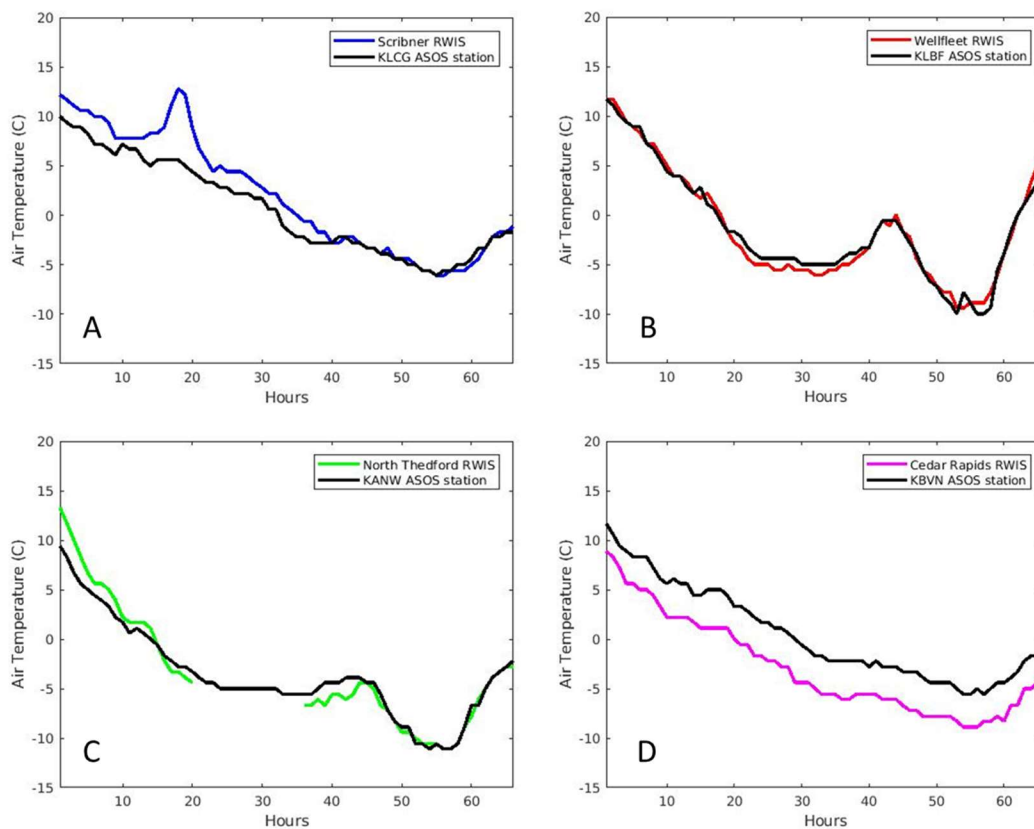 20
15
10
5
0
-5
-10
-15
10 20 30 40 50 60
Air Temperature (C)
Hours
Scribner RWIS
KLCG ASOS station
A
20
15
10
5
0
-5
-10
-15
10 20 30 40 50 60
Air Temperature (C)
Hours
Wellfleet RWIS
KLBF ASOS station
B
20
15
10
5
0
-5
-10
-15
10 20 30 40 50 60
Air Temperature (C)
Hours
North Thedford RWIS
KANW ASOS station
C
20
15
10
5
0
-5
-10
-15
10 20 30 40 50 60
Air Temperature (C)
Hours
Cedar Rapids RWIS
KBVN ASOS station
D